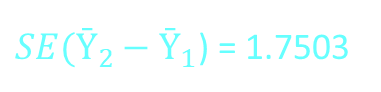 SE(Ȳ₂ − Ȳ₁) = 1.7503